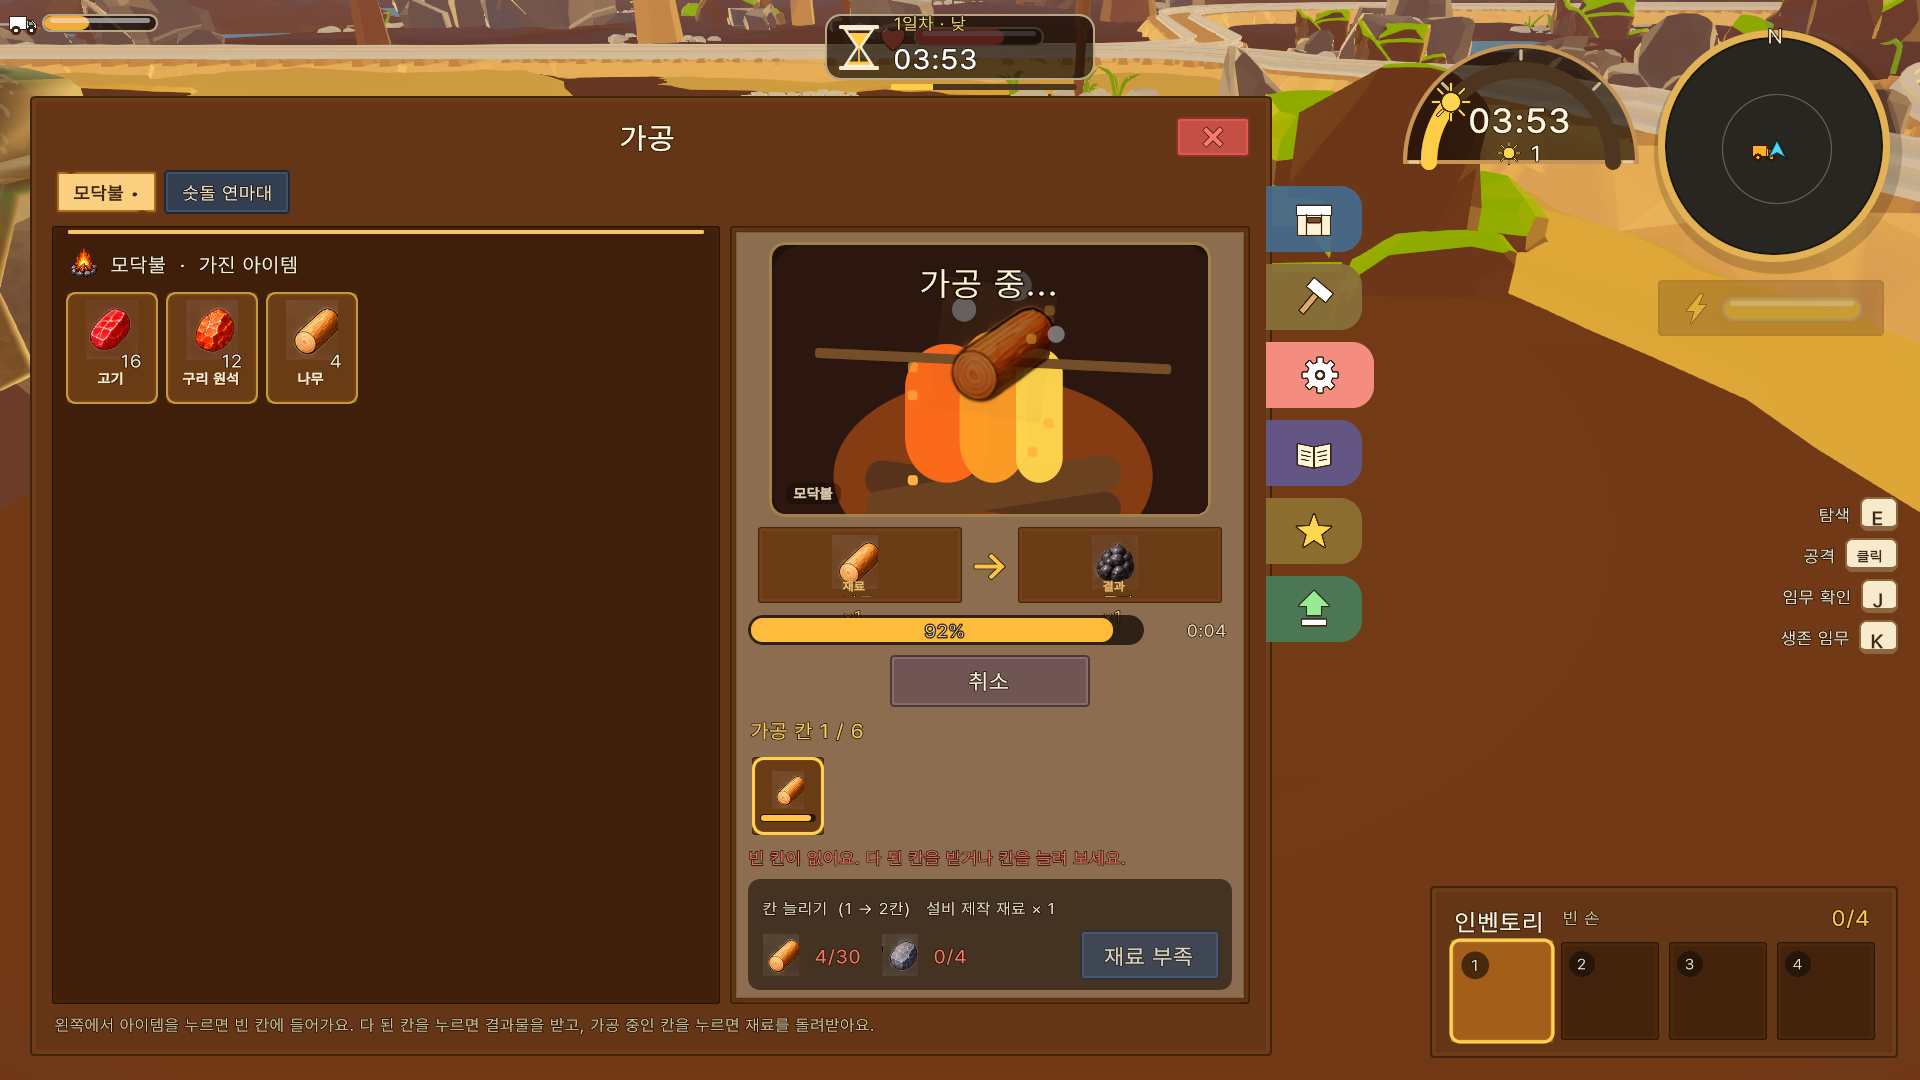 1일차 · 낮
03:53
N
03:53
1
가공
모닥불 •
숫돌 연마대
모닥불 · 가진 아이템
16
고기
12
구리 원석
4
나무
가공 중...
모닥불
재료
×1
결과
×1
92%
0:04
취소
가공 칸 1 / 6
빈 칸이 없어요. 다 된 칸을 받거나 칸을 늘려 보세요.
칸 늘리기 (1 → 2칸) 설비 제작 재료 × 1
4/30
0/4
재료 부족
왼쪽에서 아이템을 누르면 빈 칸에 들어가요. 다 된 칸을 누르면 결과물을 받고, 가공 중인 칸을 누르면 재료를 돌려받아요.
탐색 E
공격 클릭
임무 확인 J
생존 임무 K
인벤토리 빈 손 0/4
1
2
3
4